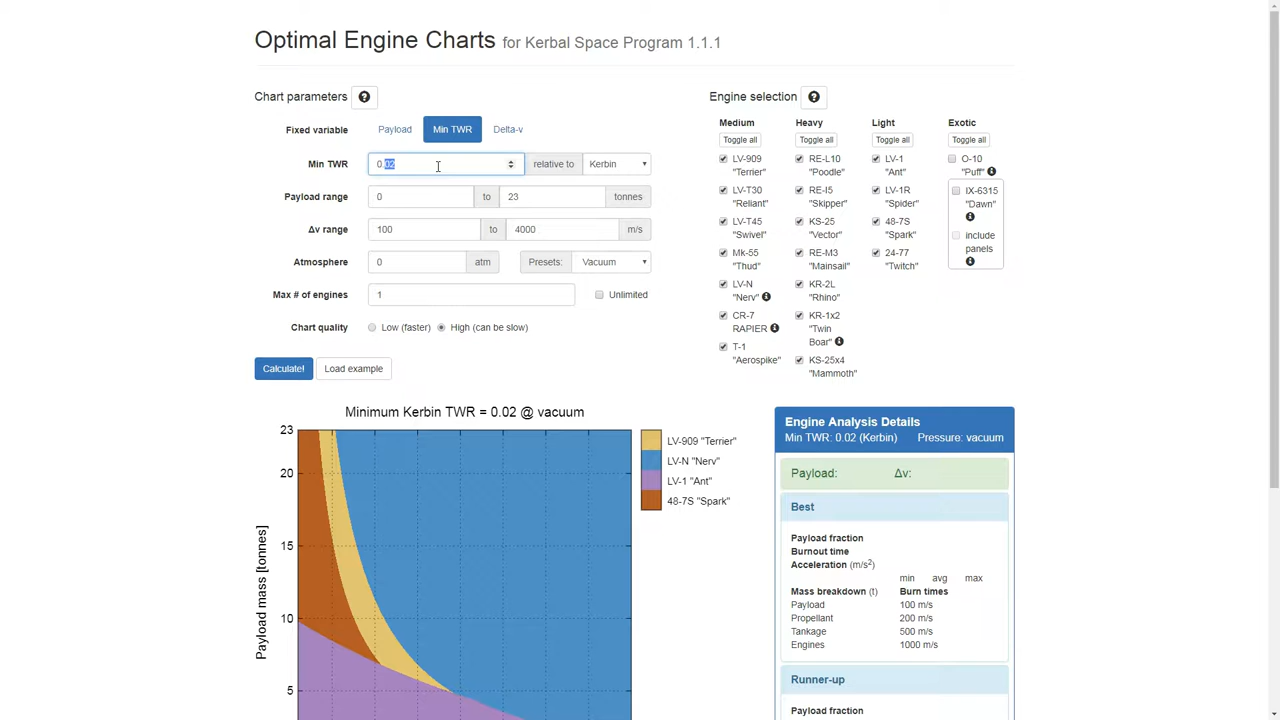 Optimal Engine Charts for Kerbal Space Program 1.1.1
Chart parameters ?
Fixed variable Payload Min TWR Delta-v
Min TWR 0.02 relative to Kerbin
Payload range 0 to 23 tonnes
Δv range 100 to 4000 m/s
Atmosphere 0 atm Presets: Vacuum
Max # of engines 1 Unlimited
Chart quality Low (faster) High (can be slow)
Calculate! Load example
Engine selection ?
Medium
Toggle all
LV-909
"Terrier"
LV-T30
"Reliant"
LV-T45
"Swivel"
Mk-55
"Thud"
LV-N
"Nerv"
CR-7
RAPIER
T-1
"Aerospike"
Heavy
Toggle all
RE-L10
"Poodle"
RE-I5
"Skipper"
KS-25
"Vector"
RE-M3
"Mainsail"
KR-2L
"Rhino"
KR-1x2
"Twin
Boar"
KS-25x4
"Mammoth"
Light
Toggle all
LV-1
"Ant"
LV-1R
"Spider"
48-7S
"Spark"
24-77
"Twitch"
Exotic
Toggle all
O-10
"Puff"
IX-6315
"Dawn"
include
panels
Minimum Kerbin TWR = 0.02 @ vacuum
23
20
15
10
5
Payload mass [tonnes]
LV-909 "Terrier"
LV-N "Nerv"
LV-1 "Ant"
48-7S "Spark"
Engine Analysis Details
Min TWR: 0.02 (Kerbin) Pressure: vacuum
Payload: Δv:
Best
Payload fraction
Burnout time
Acceleration (m/s²)
min avg max
Mass breakdown (t) Burn times
Payload 100 m/s
Propellant 200 m/s
Tankage 500 m/s
Engines 1000 m/s
Runner-up
Payload fraction